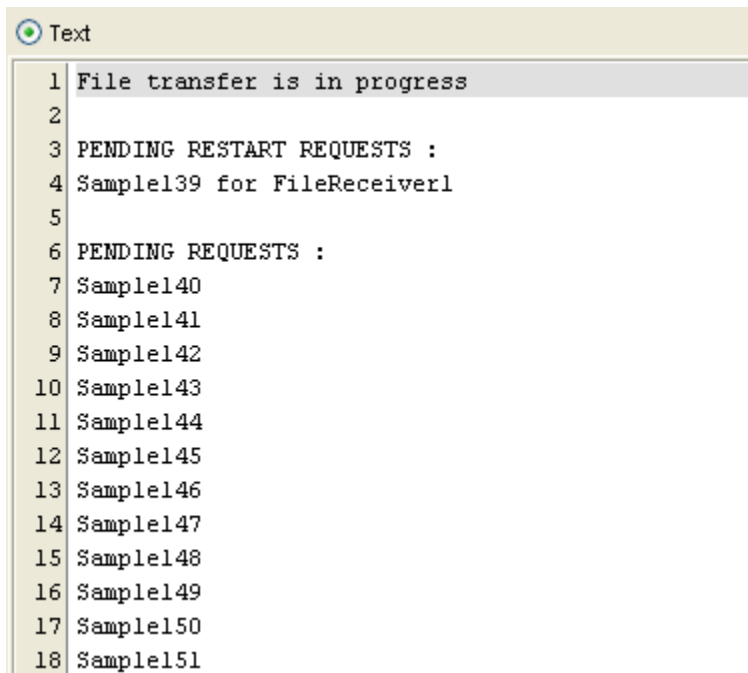 Text
1 File transfer is in progress
2
3 PENDING RESTART REQUESTS :
4 Sample139 for FileReceiver1
5
6 PENDING REQUESTS :
7 Sample140
8 Sample141
9 Sample142
10 Sample143
11 Sample144
12 Sample145
13 Sample146
14 Sample147
15 Sample148
16 Sample149
17 Sample150
18 Sample151